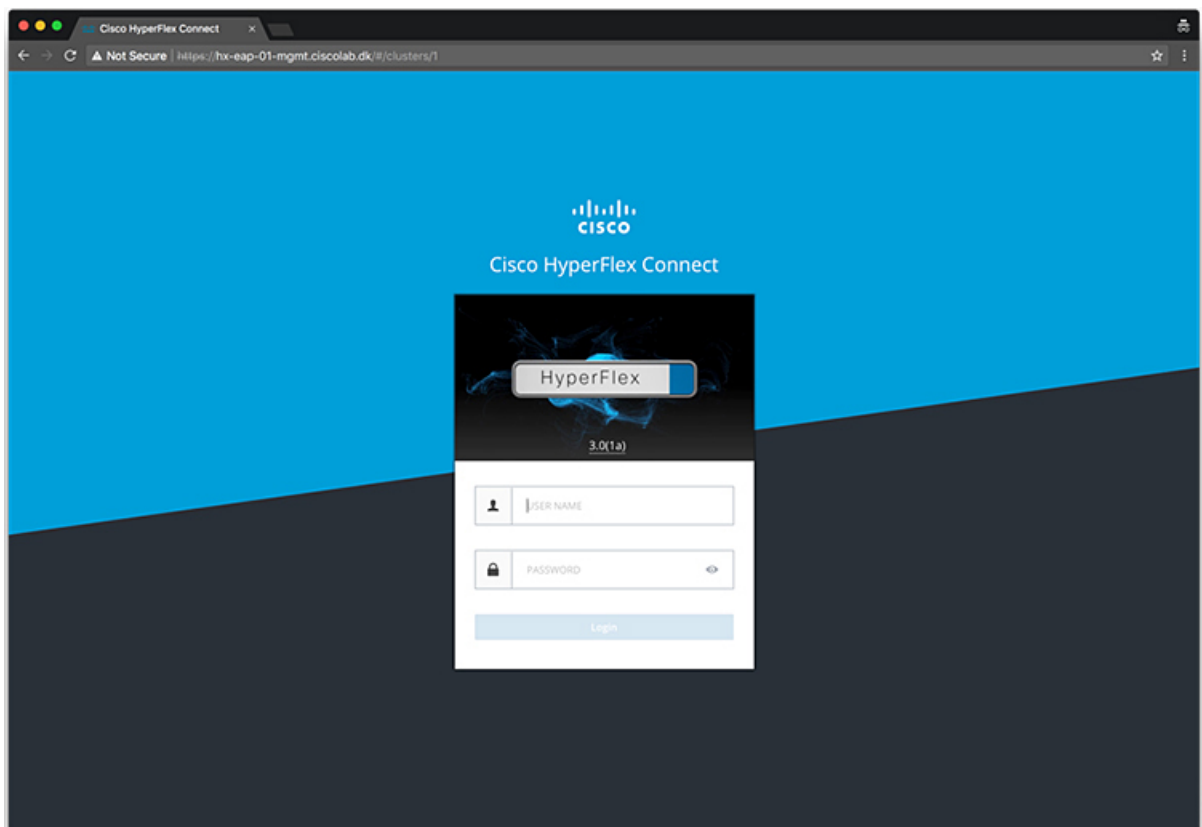 Cisco HyperFlex Connect
Not Secure | https://hx-eap-01-mgmt.ciscolab.dk/#/clusters/1
CISCO
Cisco HyperFlex Connect
HyperFlex
3.0(1a)
USER NAME
PASSWORD
Login